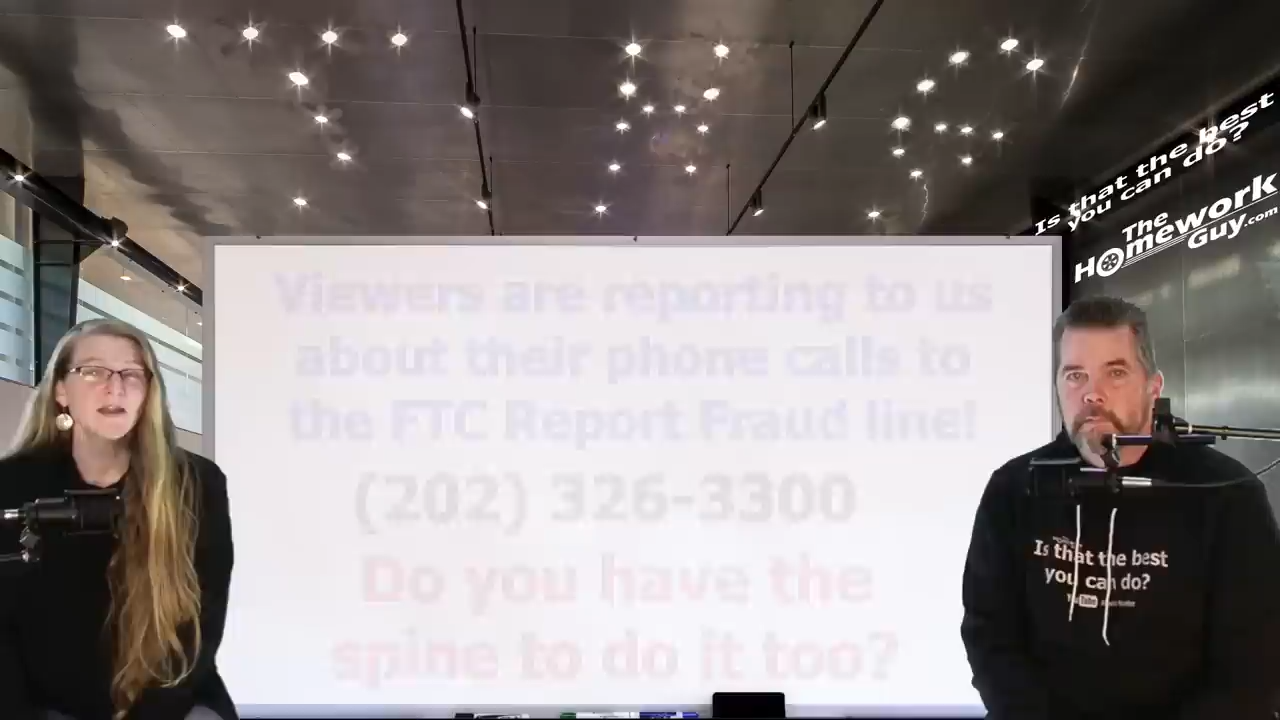 Is that the best
you can do?
The
Homework
Guy.com
Viewers are reporting to us
about their phone calls to
the FTC Report Fraud line!
(202) 326-3300
Do you have the
spine to do it too?
Is that the best
you can do?